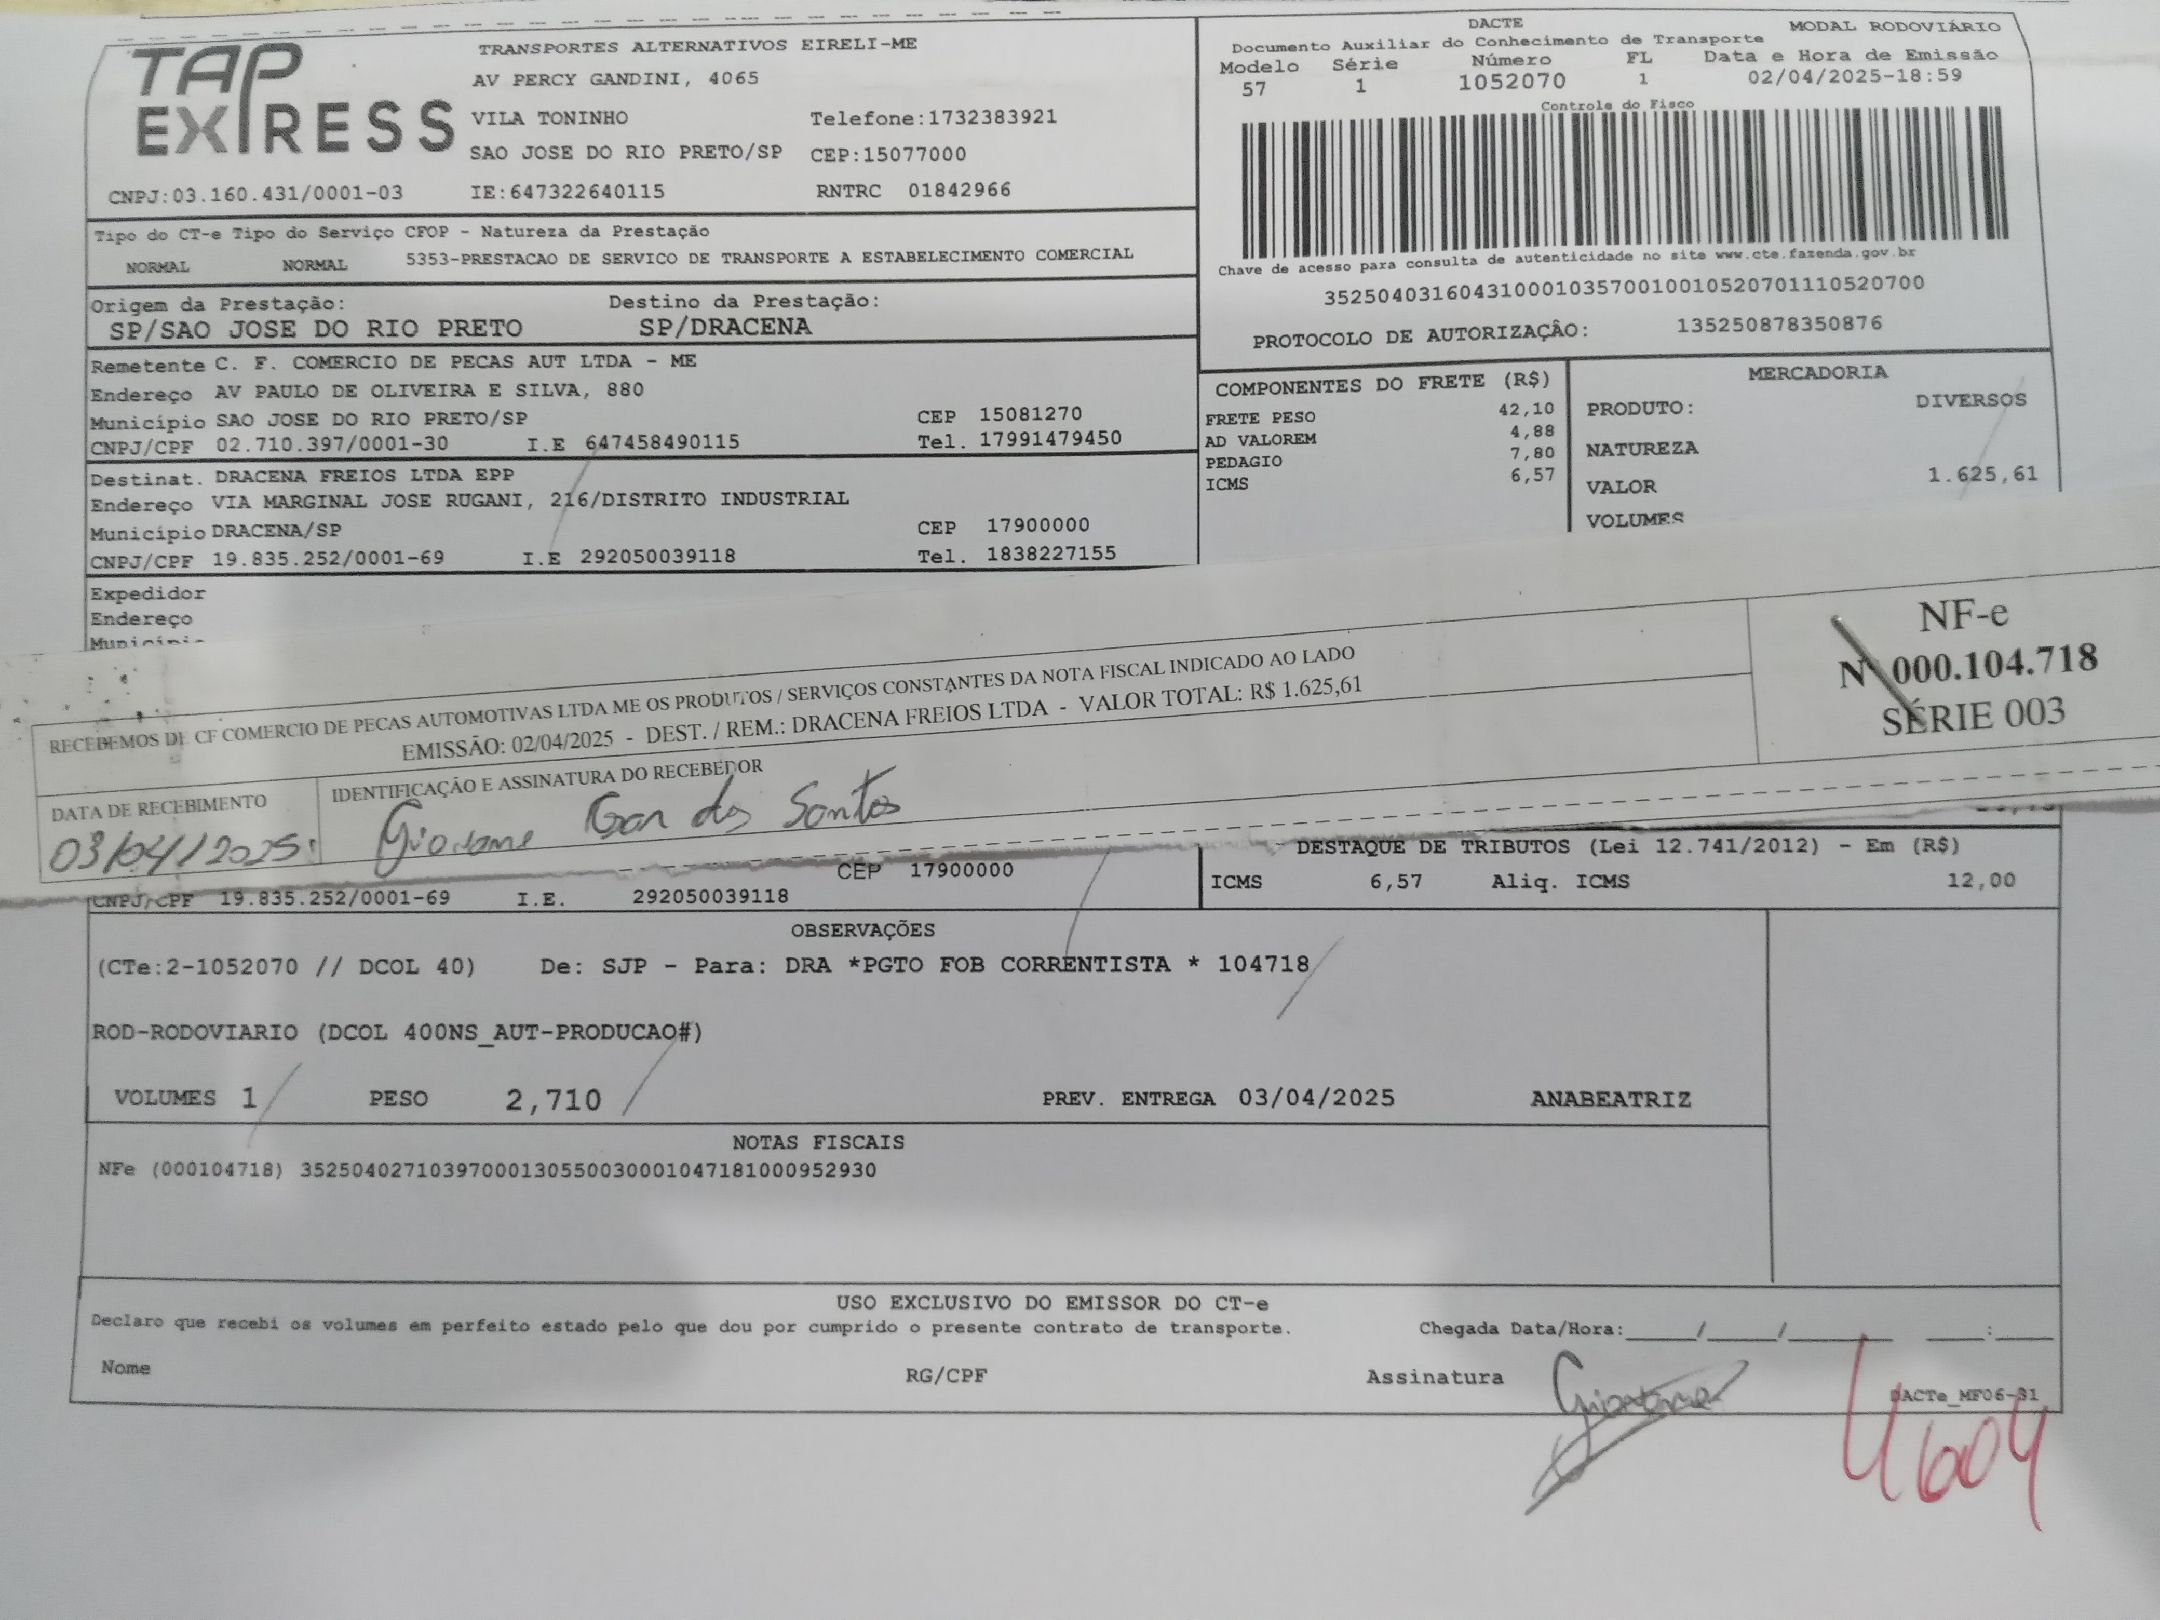 TAP EXPRESS
TRANSPORTES ALTERNATIVOS EIRELI-ME
AV PERCY GANDINI, 4065
VILA TONINHO Telefone:1732383921
SAO JOSE DO RIO PRETO/SP CEP:15077000
CNPJ:03.160.431/0001-03 IE:647322640115 RNTRC 01842966
DACTE MODAL RODOVIÁRIO
Documento Auxiliar do Conhecimento de Transporte
Modelo Série Número FL Data e Hora de Emissão
57 1 1052070 1 02/04/2025-18:59
Controle do Fisco
Chave de acesso para consulta de autenticidade no site www.cte.fazenda.gov.br
35250403160431000103570010010520701110520700
PROTOCOLO DE AUTORIZAÇÂO: 135250878350876
Tipo do CT-e Tipo do Serviço CFOP - Natureza da Prestação
NORMAL NORMAL 5353-PRESTACAO DE SERVICO DE TRANSPORTE A ESTABELECIMENTO COMERCIAL
Origem da Prestação: Destino da Prestação:
SP/SAO JOSE DO RIO PRETO SP/DRACENA
Remetente C. F. COMERCIO DE PECAS AUT LTDA - ME
Endereço AV PAULO DE OLIVEIRA E SILVA, 880
Município SAO JOSE DO RIO PRETO/SP CEP 15081270
CNPJ/CPF 02.710.397/0001-30 I.E 647458490115 Tel. 17991479450
Destinat. DRACENA FREIOS LTDA EPP
Endereço VIA MARGINAL JOSE RUGANI, 216/DISTRITO INDUSTRIAL
Município DRACENA/SP CEP 17900000
CNPJ/CPF 19.835.252/0001-69 I.E 292050039118 Tel. 1838227155
Expedidor
Endereço
COMPONENTES DO FRETE (R$)
FRETE PESO 42,10
AD VALOREM 4,88
PEDAGIO 7,80
ICMS 6,57
MERCADORIA
PRODUTO: DIVERSOS
NATUREZA
VALOR 1.625,61
VOLUMES
RECEBEMOS DE CF COMERCIO DE PECAS AUTOMOTIVAS LTDA ME OS PRODUTOS / SERVIÇOS CONSTANTES DA NOTA FISCAL INDICADO AO LADO
EMISSÃO: 02/04/2025 - DEST. / REM.: DRACENA FREIOS LTDA - VALOR TOTAL: R$ 1.625,61
DATA DE RECEBIMENTO IDENTIFICAÇÃO E ASSINATURA DO RECEBEDOR
03/04/2025 Giovane dos Santos
NF-e
Nº 000.104.718
SÉRIE 003
CEP 17900000
CNPJ/CPF 19.835.252/0001-69 I.E. 292050039118
DESTAQUE DE TRIBUTOS (Lei 12.741/2012) - Em (R$)
ICMS 6,57 Aliq. ICMS 12,00
OBSERVAÇÕES
(CTe:2-1052070 // DCOL 40) De: SJP - Para: DRA *PGTO FOB CORRENTISTA * 104718
ROD-RODOVIARIO (DCOL 400NS_AUT-PRODUCAO#)
VOLUMES 1 PESO 2,710 PREV. ENTREGA 03/04/2025 ANABEATRIZ
NOTAS FISCAIS
NFe (000104718) 35250402710397000130550030001047181000952930
USO EXCLUSIVO DO EMISSOR DO CT-e
Declaro que recebi os volumes em perfeito estado pelo que dou por cumprido o presente contrato de transporte. Chegada Data/Hora:____/____/______ ____:____
Nome RG/CPF Assinatura Giovane
DACTe_MF06-81
4604